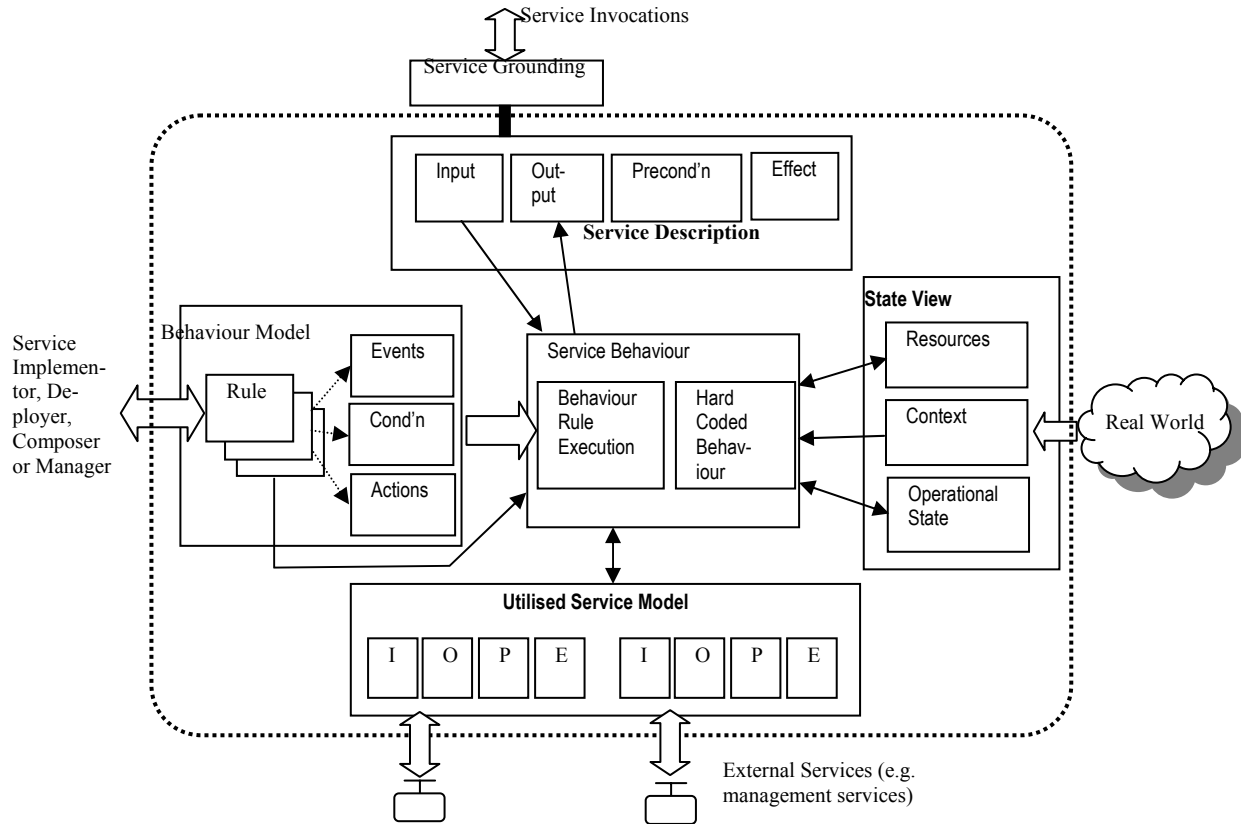 Service Invocations
Service Grounding
Input
Out-
put
Precond'n
Effect
Service Description
State View
Behaviour Model
Service
Implemen-
tor, De-
ployer,
Composer
or Manager
Rule
Events
Cond'n
Actions
Service Behaviour
Behaviour
Rule
Execution
Hard
Coded
Behav-
iour
Resources
Context
Operational
State
Real World
Utilised Service Model
I O P E I O P E
External Services (e.g.
management services)